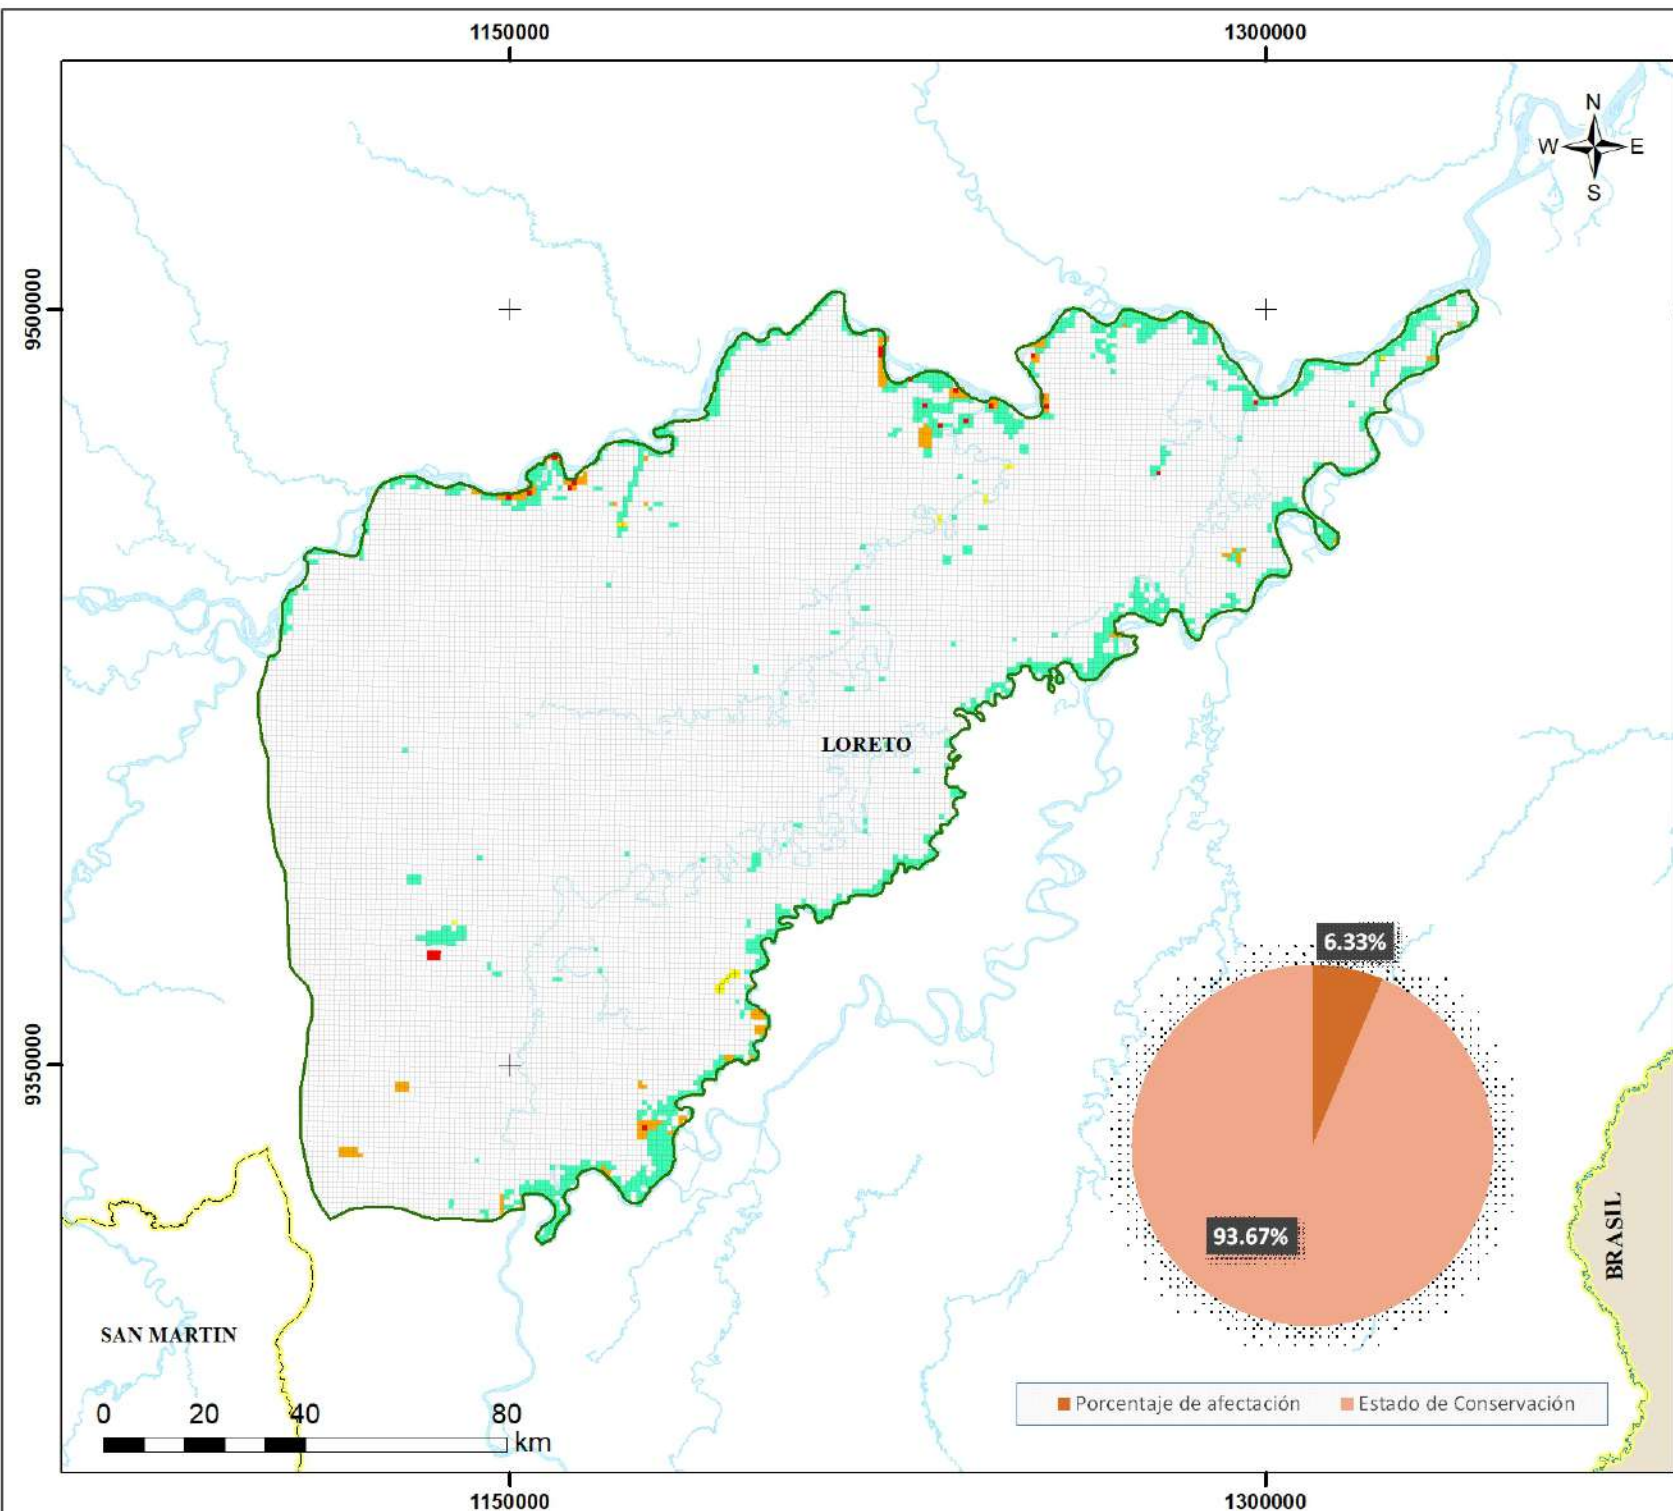 1150000 1300000
N
W E
S
9500000
LORETO
6.33%
9350000
93.67%
BRASIL
SAN MARTIN
Porcentaje de afectación Estado de Conservación
0 20 40 80
km
1150000 1300000